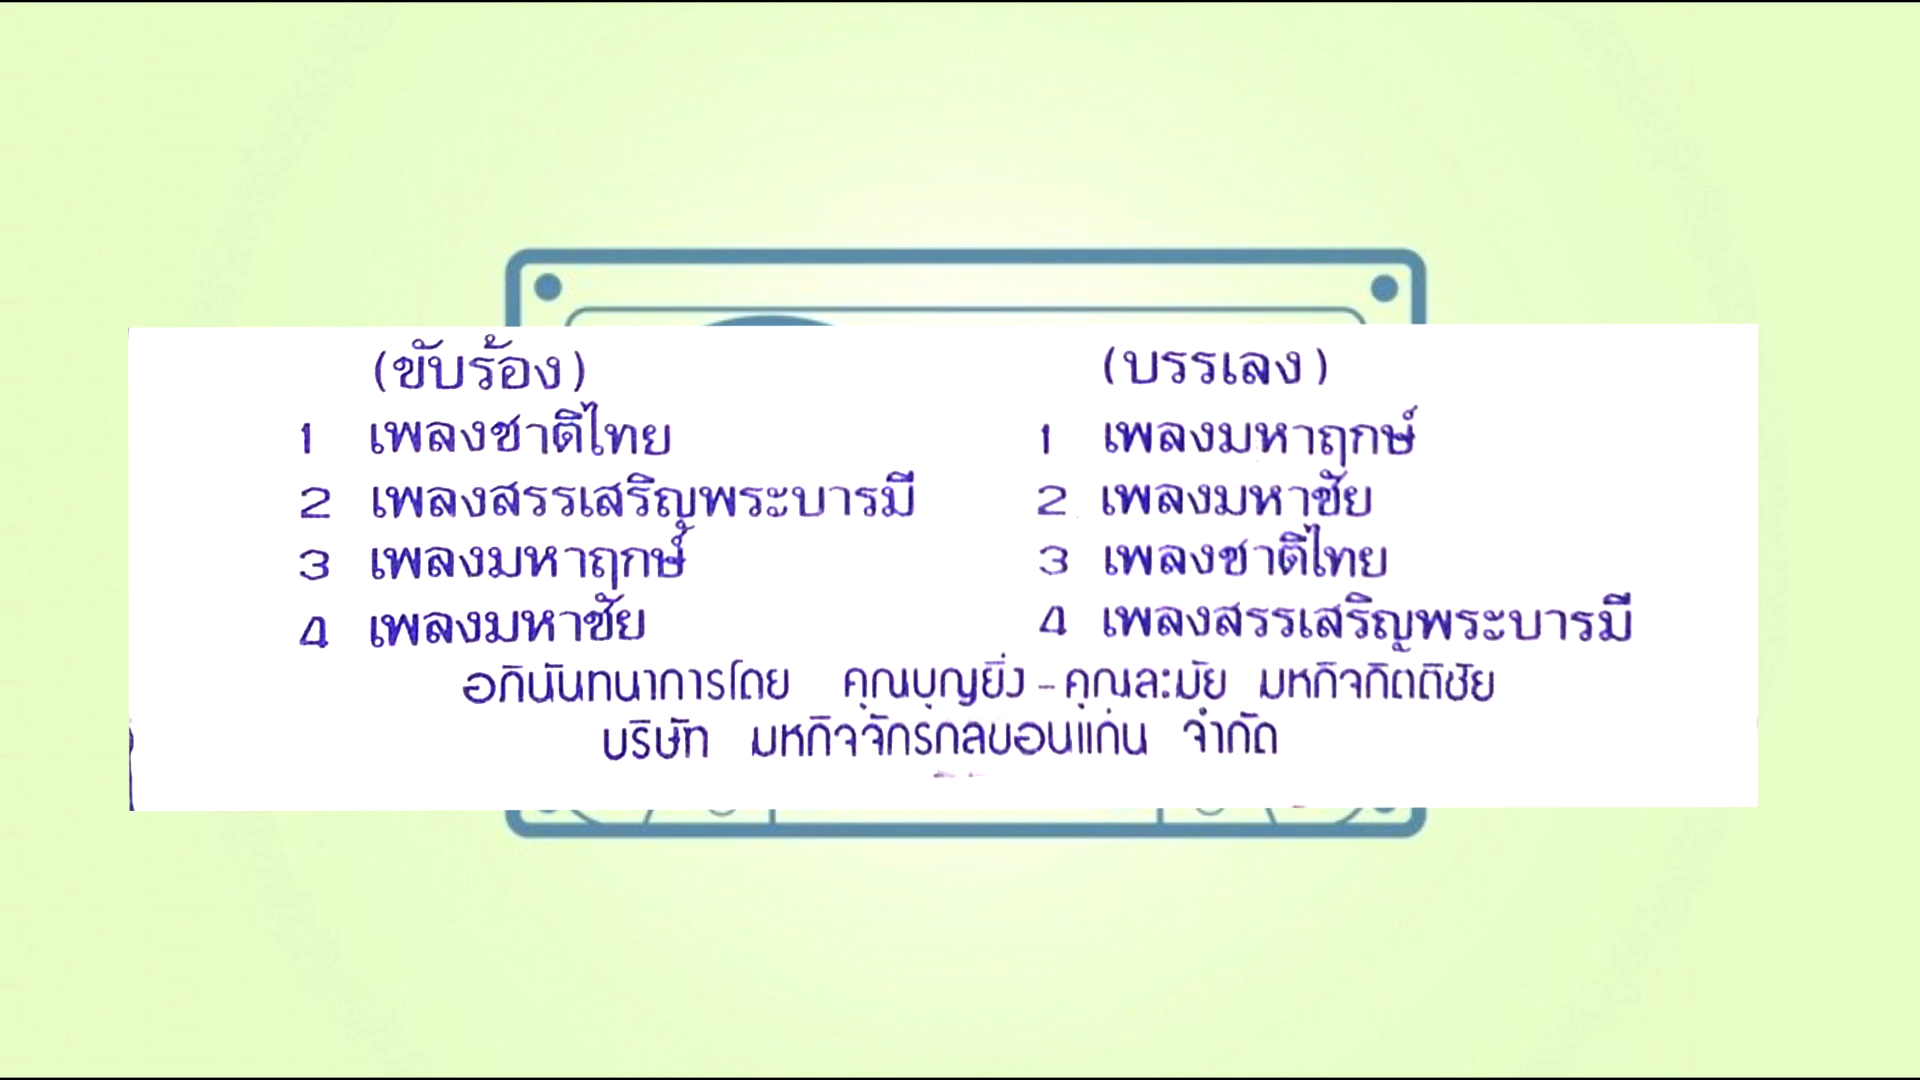 (ขับร้อง)
1 เพลงชาติไทย
2 เพลงสรรเสริญพระบารมี
3 เพลงมหาฤกษ์
4 เพลงมหาชัย
(บรรเลง)
1 เพลงมหาฤกษ์
2 เพลงมหาชัย
3 เพลงชาติไทย
4 เพลงสรรเสริญพระบารมี
อภินันทนาการโดย คุณบุญยิ่ง - คุณละมัย มหกิจกิตติชัย
บริษัท มหกิจจักรกลขอนแก่น จำกัด